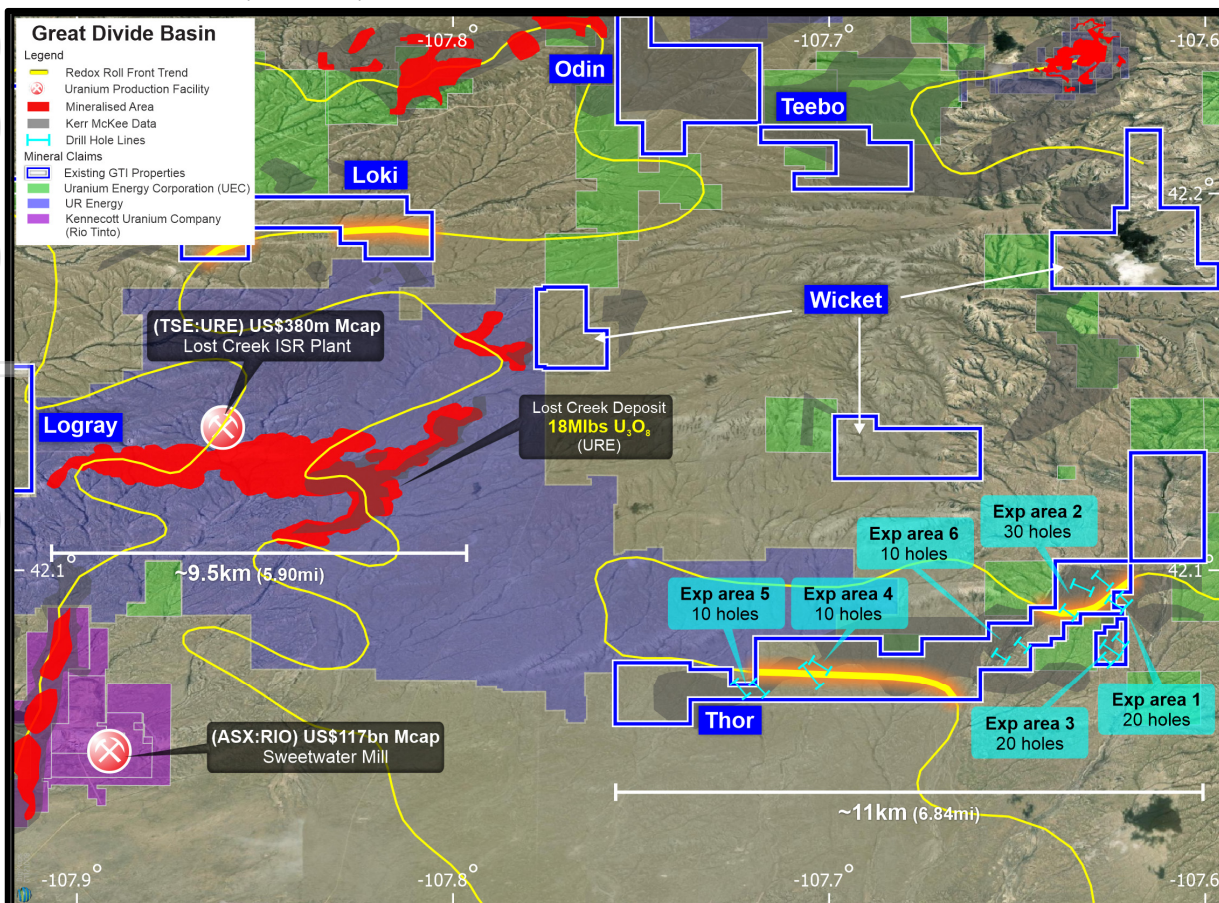 Great Divide Basin
Legend
Redox Roll Front Trend
Uranium Production Facility
Mineralised Area
Kerr McKee Data
Drill Hole Lines
Mineral Claims
Existing GTI Properties
Uranium Energy Corporation (UEC)
UR Energy
Kennecott Uranium Company
(Rio Tinto)
-107.8°
-107.7°
-107.6
Odin
Teebo
Loki
42.2°
Wicket
(TSE:URE) US$380m Mcap
Lost Creek ISR Plant
Lost Creek Deposit
18Mlbs U₃O₈
(URE)
Logray
Exp area 2
30 holes
Exp area 6
10 holes
42.1°
~9.5km (5.90mi)
42.1°
Exp area 5
10 holes
Exp area 4
10 holes
Exp area 1
20 holes
Thor
Exp area 3
20 holes
(ASX:RIO) US$117bn Mcap
Sweetwater Mill
~11km (6.84mi)
-107.9°
-107.8°
-107.7°
-107.6